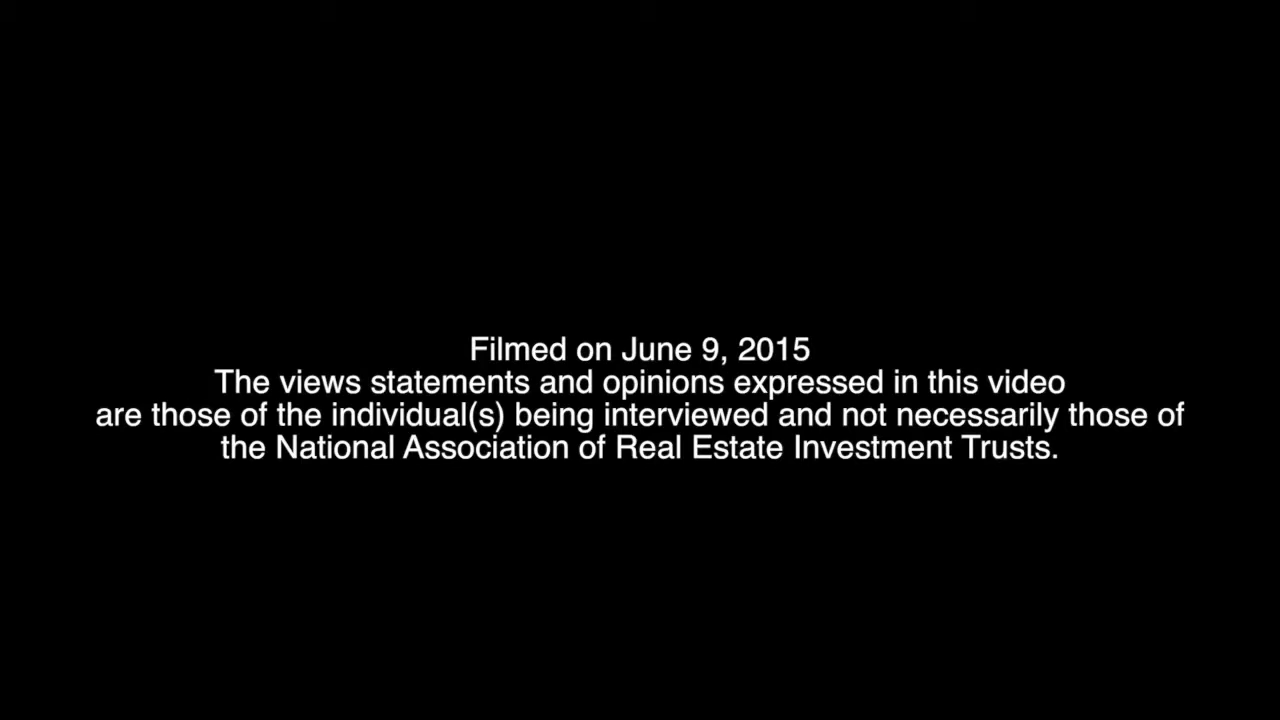 Filmed on June 9, 2015
The views statements and opinions expressed in this video
are those of the individual(s) being interviewed and not necessarily those of
the National Association of Real Estate Investment Trusts.